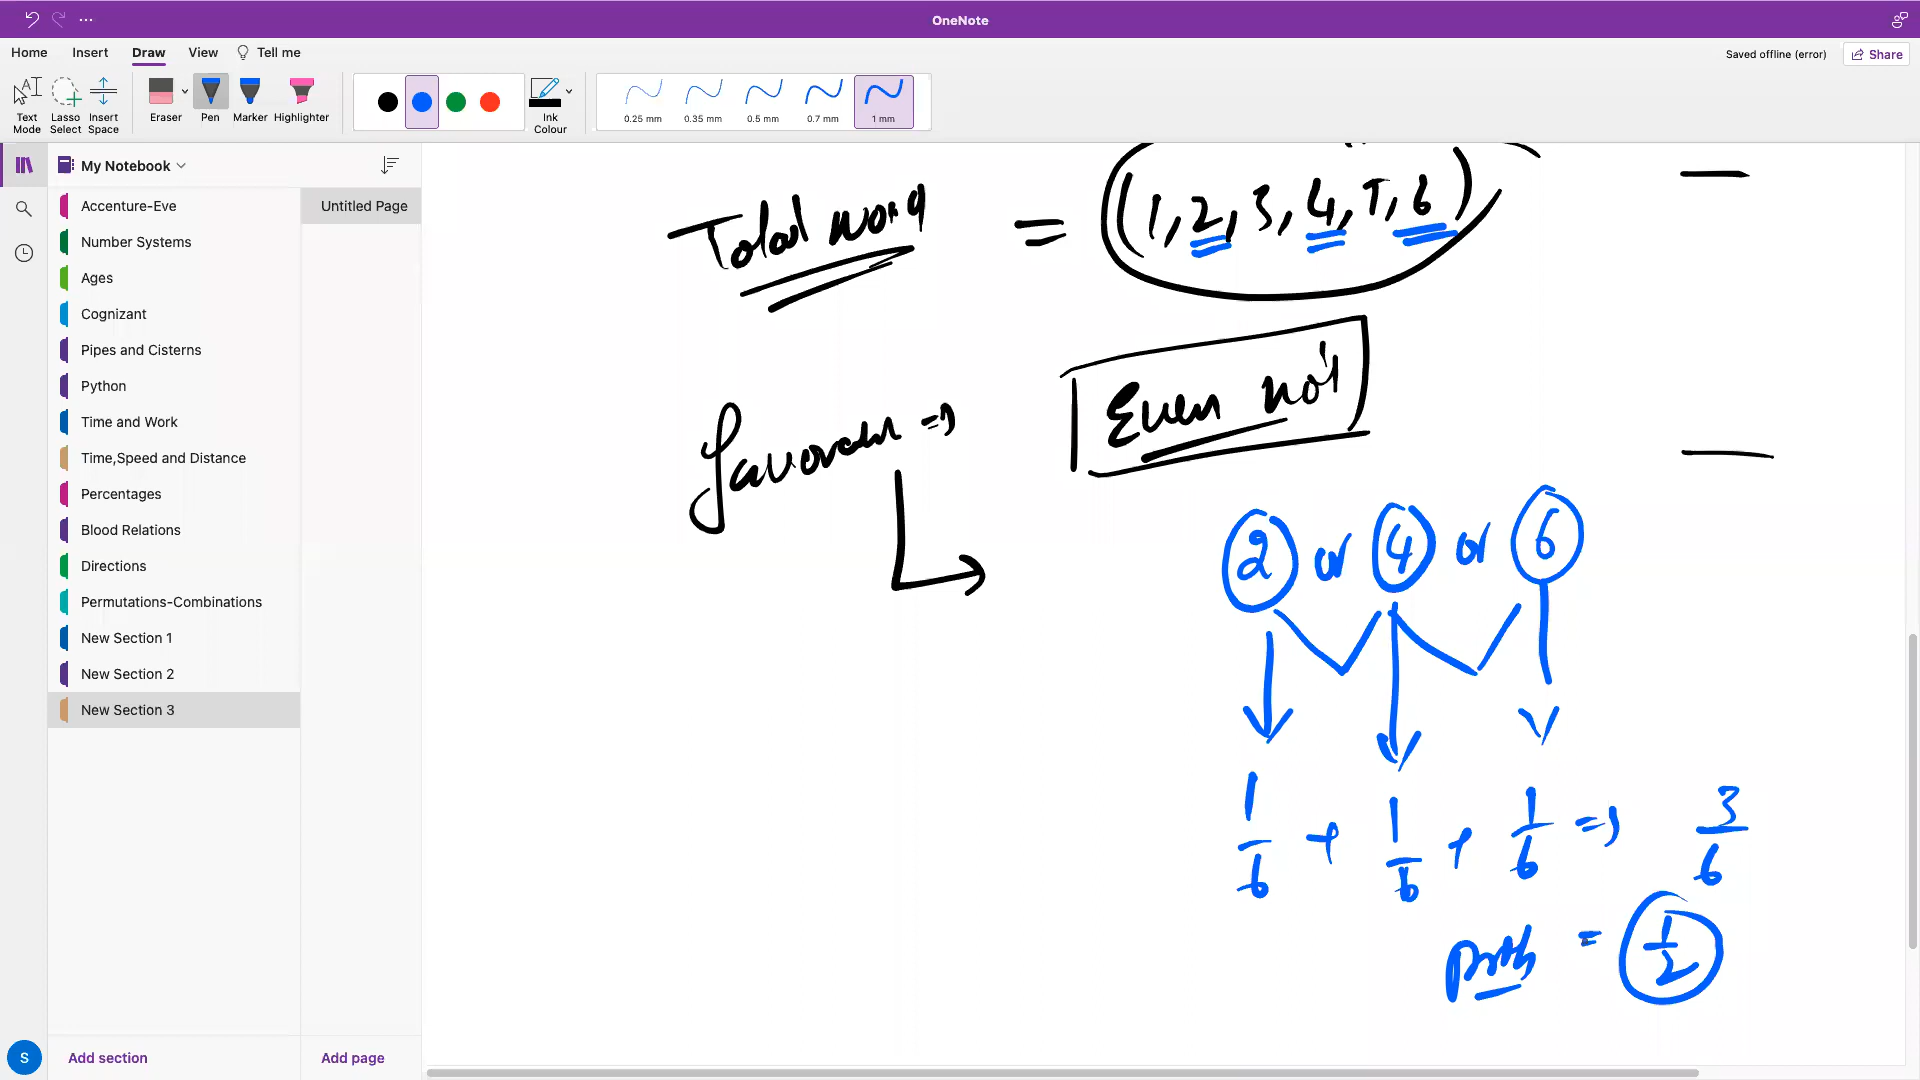 OneNote
Home Insert Draw View Tell me
Saved offline (error) Share
Text Mode Lasso Select Insert Space Eraser Pen Marker Highlighter Ink Colour 0.25 mm 0.35 mm 0.5 mm 0.7 mm 1 mm
My Notebook
Accenture-Eve
Number Systems
Ages
Cognizant
Pipes and Cisterns
Python
Time and Work
Time,Speed and Distance
Percentages
Blood Relations
Directions
Permutations-Combinations
New Section 1
New Section 2
New Section 3
Add section
Untitled Page
Add page
Total = (1, 2, 3, 4, 5, 6)
=> Even no's
2 or 4 or 6
1/6 + 1/6 + 1/6 => 3/6
prob = 1/2
S